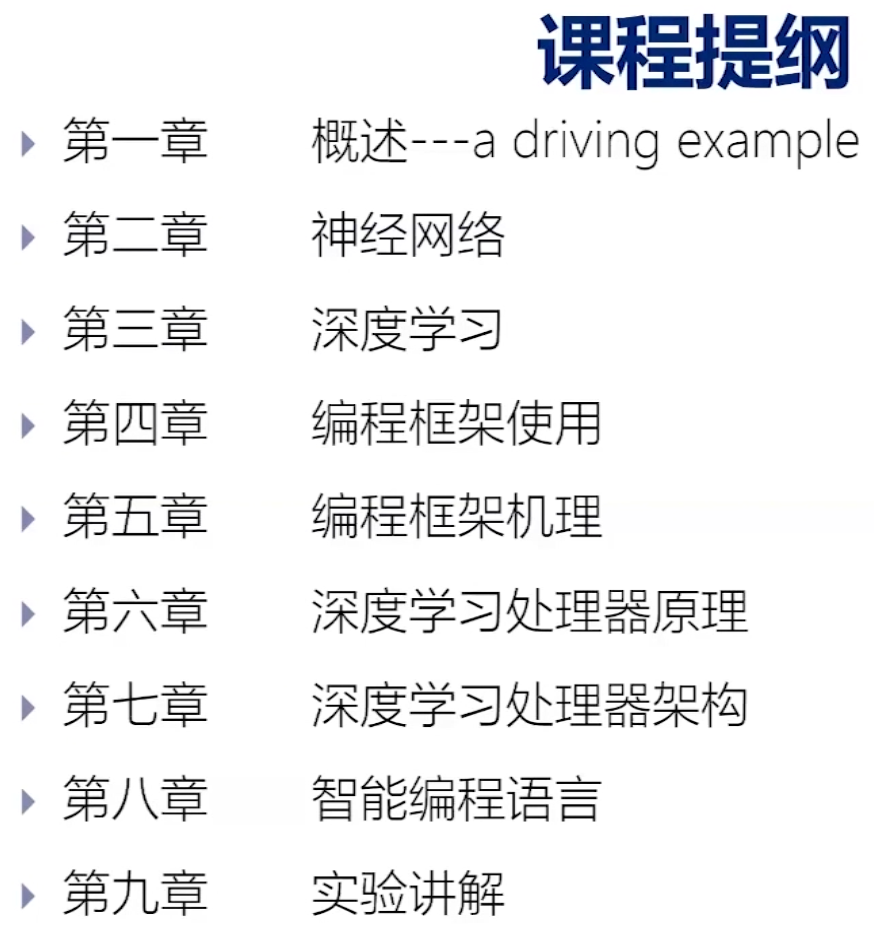 课程提纲
第一章 概述---a driving example
第二章 神经网络
第三章 深度学习
第四章 编程框架使用
第五章 编程框架机理
第六章 深度学习处理器原理
第七章 深度学习处理器架构
第八章 智能编程语言
第九章 实验讲解